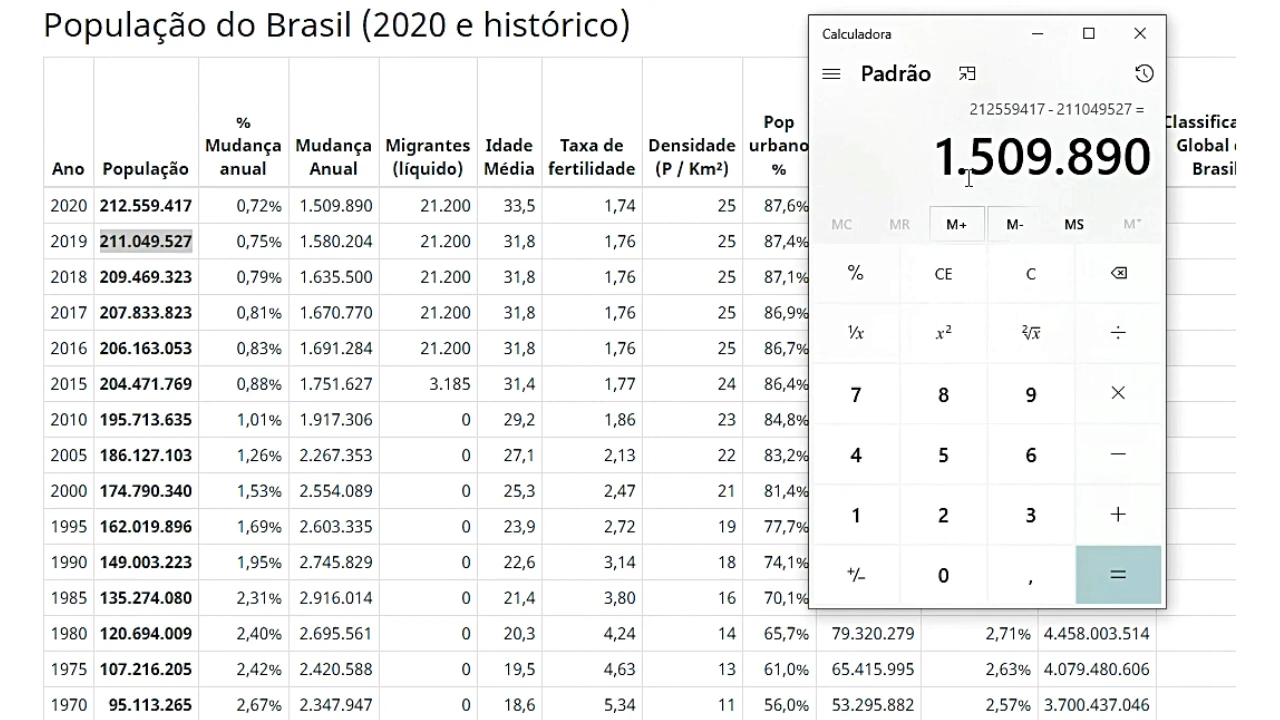 População do Brasil (2020 e histórico)
Ano População % Mudança anual Mudança Anual Migrantes (líquido) Idade Média Taxa de fertilidade Densidade (P / Km²) Pop urbano %
2020 212.559.417 0,72% 1.509.890 21.200 33,5 1,74 25 87,6%
2019 211.049.527 0,75% 1.580.204 21.200 31,8 1,76 25 87,4%
2018 209.469.323 0,79% 1.635.500 21.200 31,8 1,76 25 87,1%
2017 207.833.823 0,81% 1.670.770 21.200 31,8 1,76 25 86,9%
2016 206.163.053 0,83% 1.691.284 21.200 31,8 1,76 25 86,7%
2015 204.471.769 0,88% 1.751.627 3.185 31,4 1,77 24 86,4%
2010 195.713.635 1,01% 1.917.306 0 29,2 1,86 23 84,8%
2005 186.127.103 1,26% 2.267.353 0 27,1 2,13 22 83,2%
2000 174.790.340 1,53% 2.554.089 0 25,3 2,47 21 81,4%
1995 162.019.896 1,69% 2.603.335 0 23,9 2,72 19 77,7%
1990 149.003.223 1,95% 2.745.829 0 22,6 3,14 18 74,1%
1985 135.274.080 2,31% 2.916.014 0 21,4 3,80 16 70,1%
1980 120.694.009 2,40% 2.695.561 0 20,3 4,24 14 65,7% 79.320.279 2,71% 4.458.003.514
1975 107.216.205 2,42% 2.420.588 0 19,5 4,63 13 61,0% 65.415.995 2,63% 4.079.480.606
1970 95.113.265 2,67% 2.347.947 0 18,6 5,34 11 56,0% 53.295.882 2,57% 3.700.437.046
Calculadora
Padrão
212559417 - 211049527 =
1.509.890
MC MR M+ M- MS M˅
% CE C
¹/x x² ²√x ÷
7 8 9 ×
4 5 6 −
1 2 3 +
+/− 0 , =
Classifica
Global
Brasil